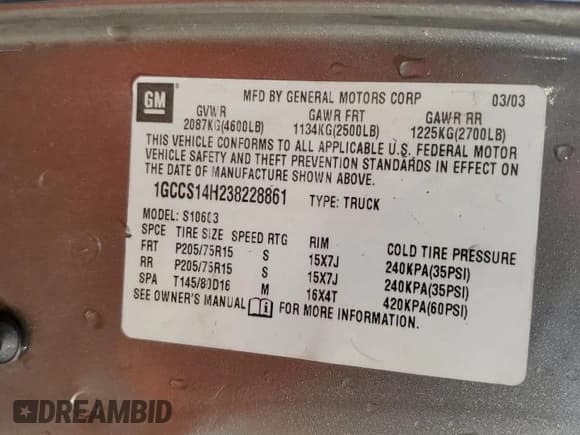 GM
MFD BY GENERAL MOTORS CORP 03/03
GVWR GAWR FRT GAWR RR
2087KG(4600LB) 1134KG(2500LB) 1225KG(2700LB)
THIS VEHICLE CONFORMS TO ALL APPLICABLE U.S. FEDERAL MOTOR
VEHICLE SAFETY AND THEFT PREVENTION STANDARDS IN EFFECT ON
THE DATE OF MANUFACTURE SHOWN ABOVE.
1GCCS14H238228861 TYPE: TRUCK
MODEL: S10603
SPCE TIRE SIZE SPEED RTG RIM COLD TIRE PRESSURE
FRT P205/75R15 S 15X7J 240KPA(35PSI)
RR P205/75R15 S 15X7J 240KPA(35PSI)
SPA T145/80D16 M 16X4T 420KPA(60PSI)
SEE OWNER'S MANUAL FOR MORE INFORMATION.
DREAMBID